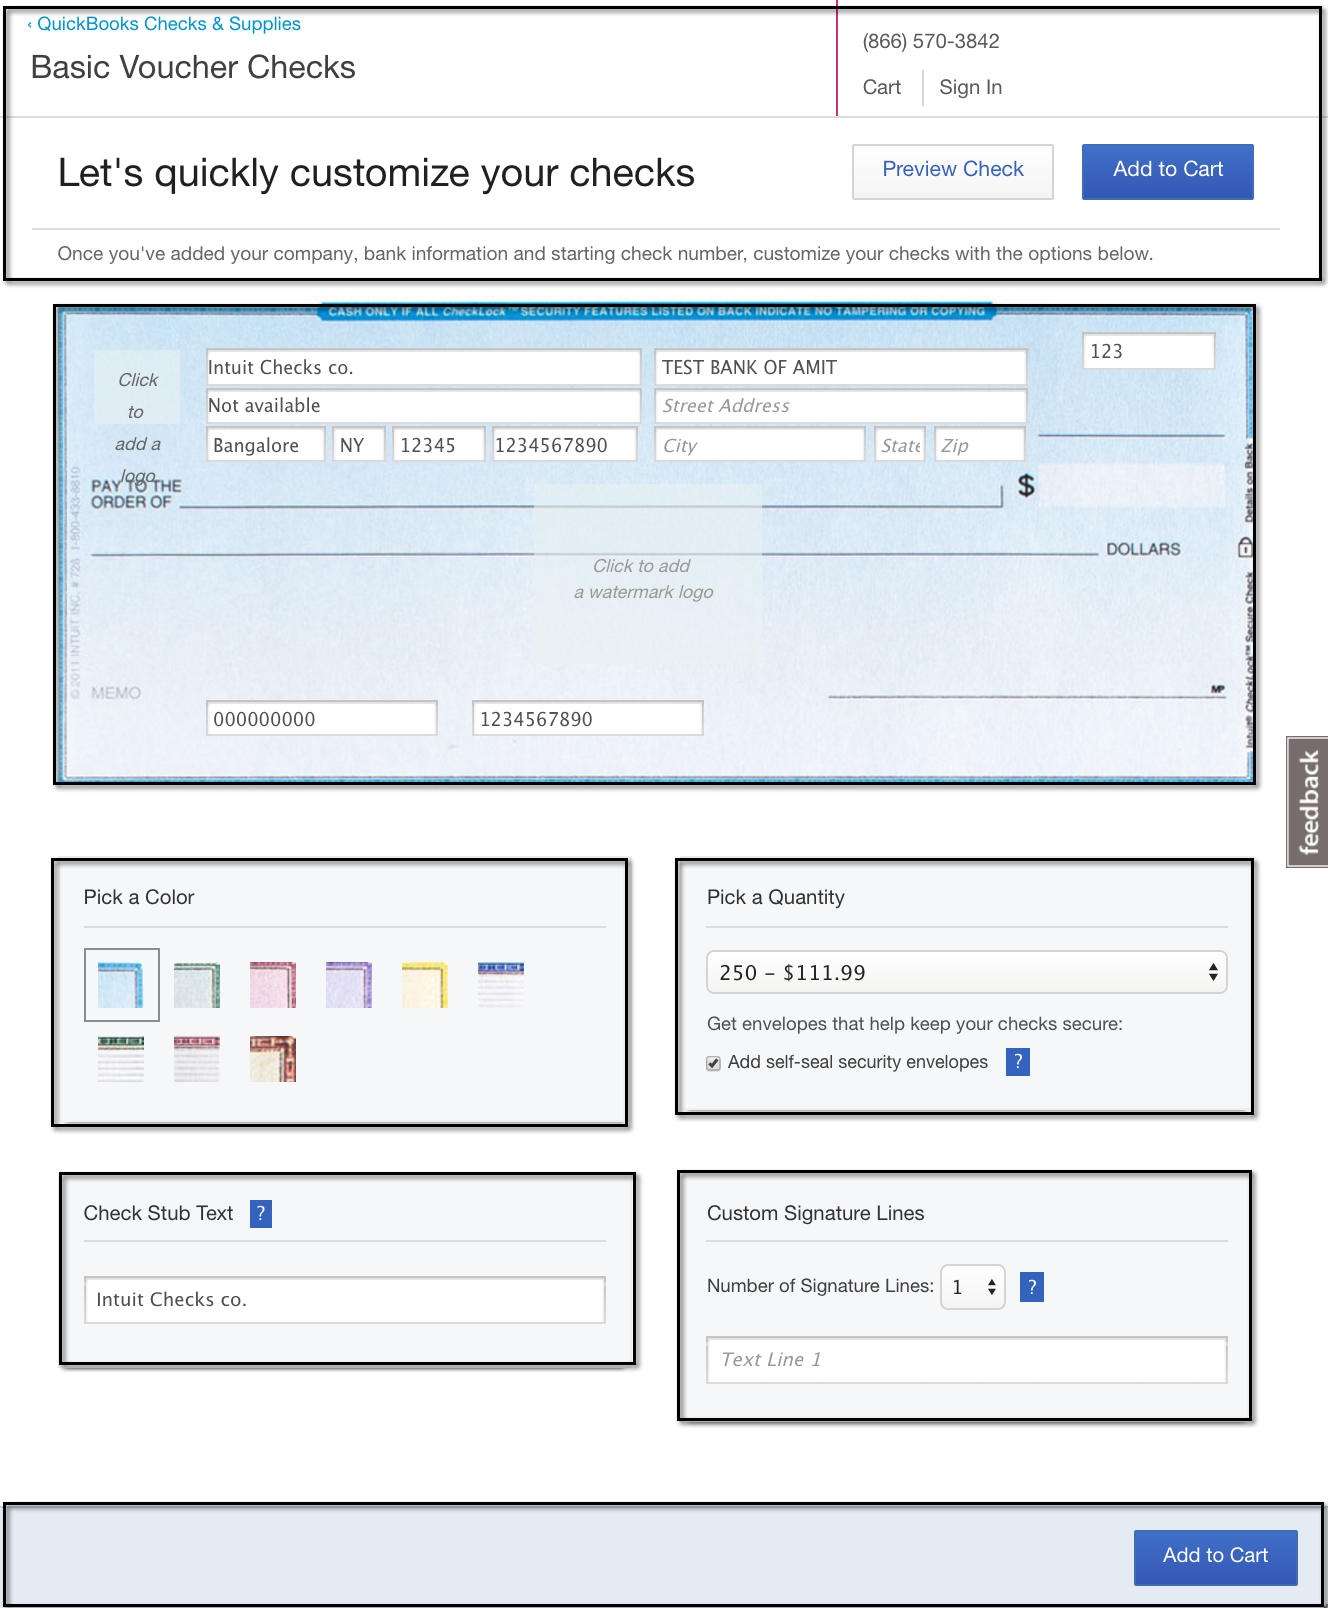 ‹ QuickBooks Checks & Supplies
Basic Voucher Checks
(866) 570-3842
Cart
Sign In
Let's quickly customize your checks
Preview Check
Add to Cart
Once you've added your company, bank information and starting check number, customize your checks with the options below.
CASH ONLY IF ALL CheckLock™ SECURITY FEATURES LISTED ON BACK INDICATE NO TAMPERING OR COPYING
Click
to
add a
logo
Intuit Checks co.
Not available
Bangalore NY 12345 1234567890
TEST BANK OF AMIT
Street Address
City State Zip
123
PAY TO THE
ORDER OF
$
DOLLARS
Click to add
a watermark logo
MEMO
000000000
1234567890
MP
© 2011 INTUIT INC. # 728 1-800-433-8810
Intuit® CheckLock™ Secure Check
Details on Back
feedback
Pick a Color
Pick a Quantity
250 – $111.99
Get envelopes that help keep your checks secure:
Add self-seal security envelopes ?
Check Stub Text ?
Intuit Checks co.
Custom Signature Lines
Number of Signature Lines: 1 ?
Text Line 1
Add to Cart